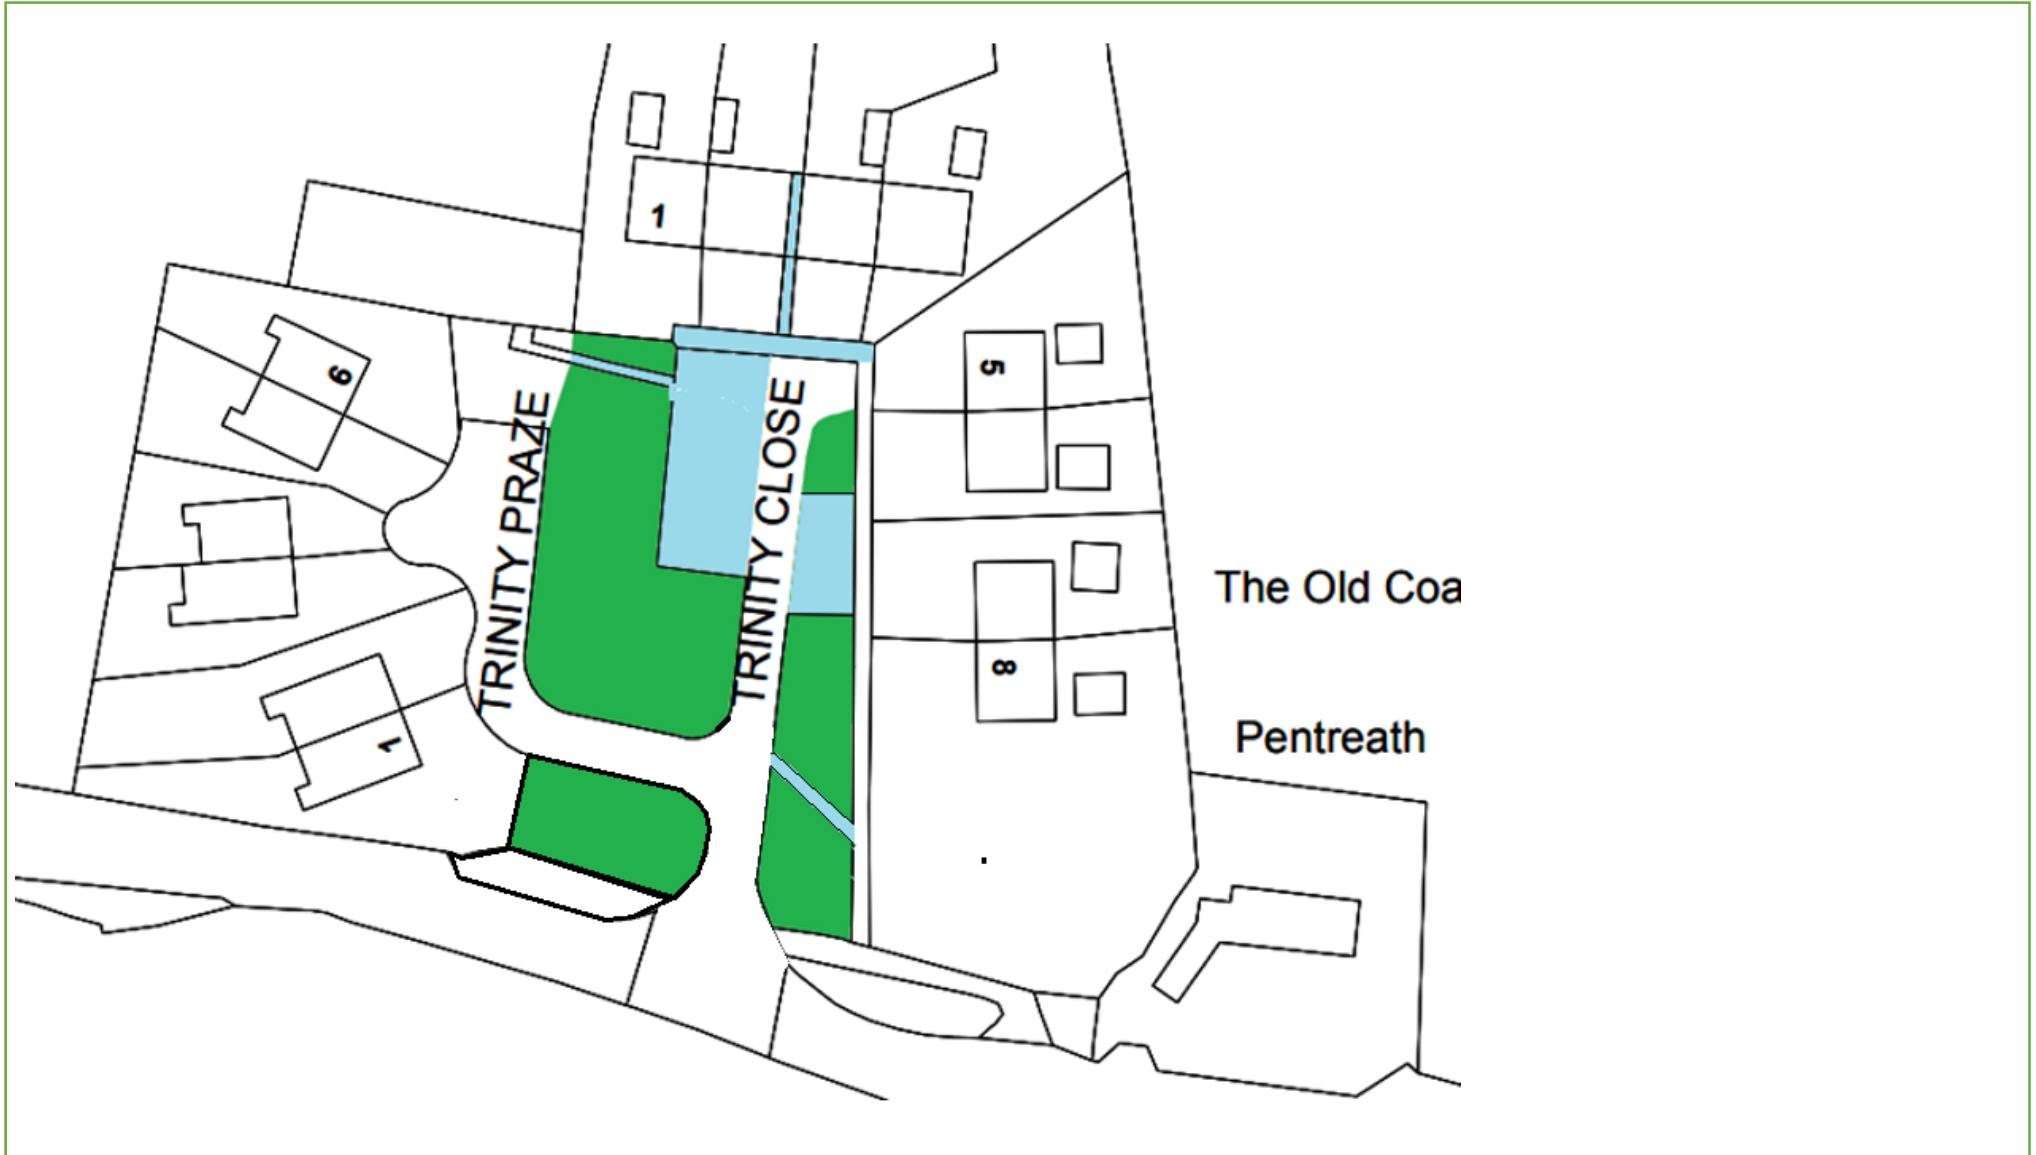 1
6
5
TRINITY PRAZE
TRINITY CLOSE
The Old Coa
8
Pentreath
1